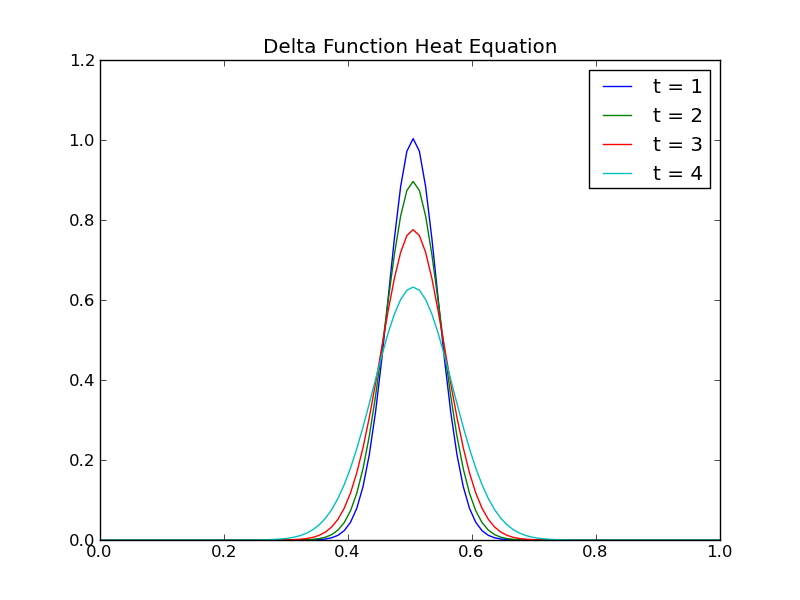 Delta Function Heat Equation
1.2
1.0
0.8
0.6
0.4
0.2
0.0
0.0 0.2 0.4 0.6 0.8 1.0
t = 1
t = 2
t = 3
t = 4